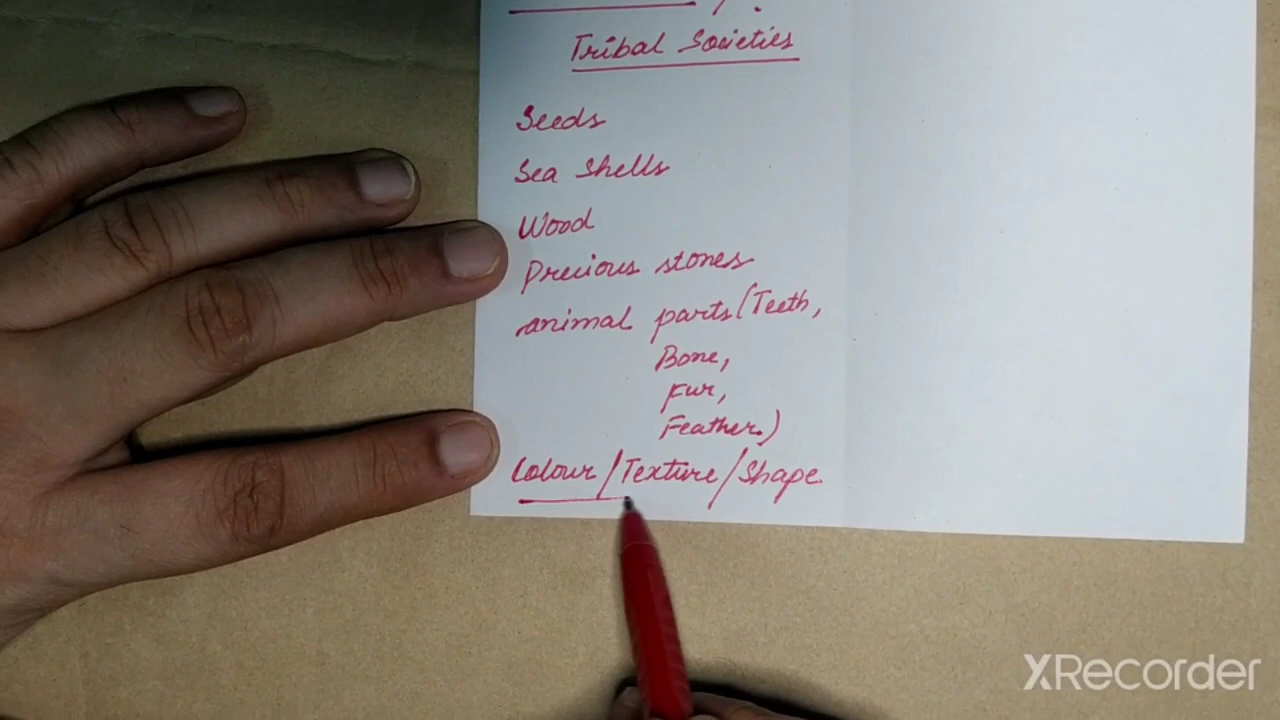 Tribal Societies
Seeds
Sea Shells
Wood
Precious stones
animal parts (Teeth,
Bone,
Fur,
Feather.)
Colour/Texture/Shape.
XRecorder